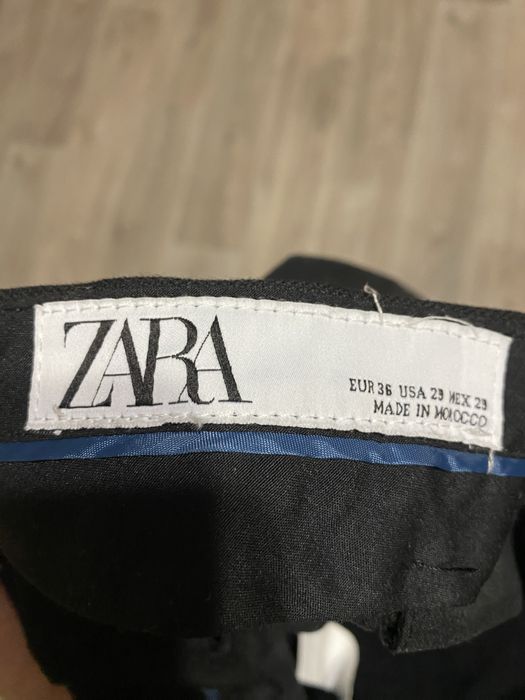 ZARA
EUR 36 USA 29 MEX 29
MADE IN MOROCCO